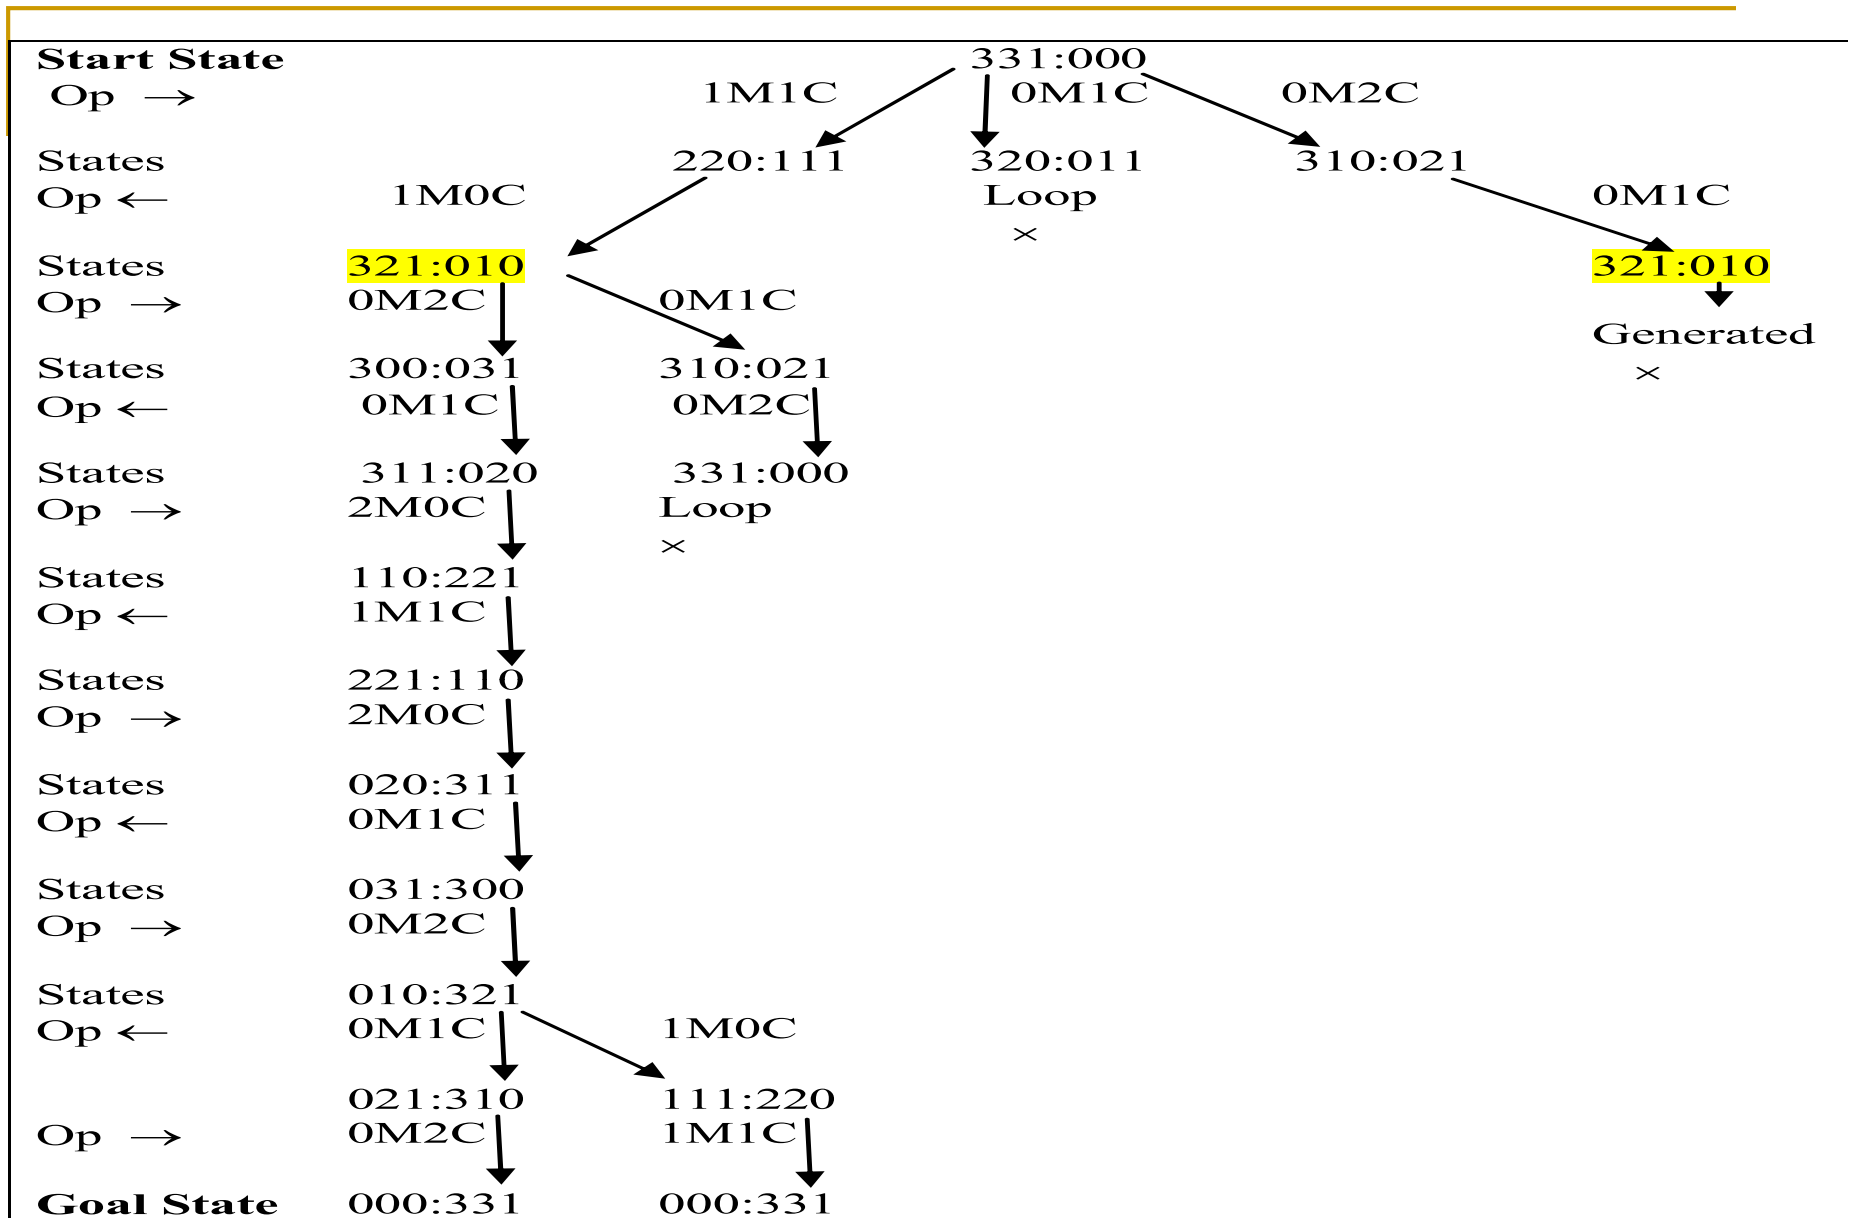 Start State 331:000
Op → 1M1C 0M1C 0M2C
States 220:111 320:011 310:021
Op ← 1M0C Loop 0M1C
×
States 321:010 321:010
Op → 0M2C 0M1C
Generated
States 300:031 310:021 ×
Op ← 0M1C 0M2C
States 311:020 331:000
Op → 2M0C Loop
×
States 110:221
Op ← 1M1C
States 221:110
Op → 2M0C
States 020:311
Op ← 0M1C
States 031:300
Op → 0M2C
States 010:321
Op ← 0M1C 1M0C
021:310 111:220
Op → 0M2C 1M1C
Goal State 000:331 000:331